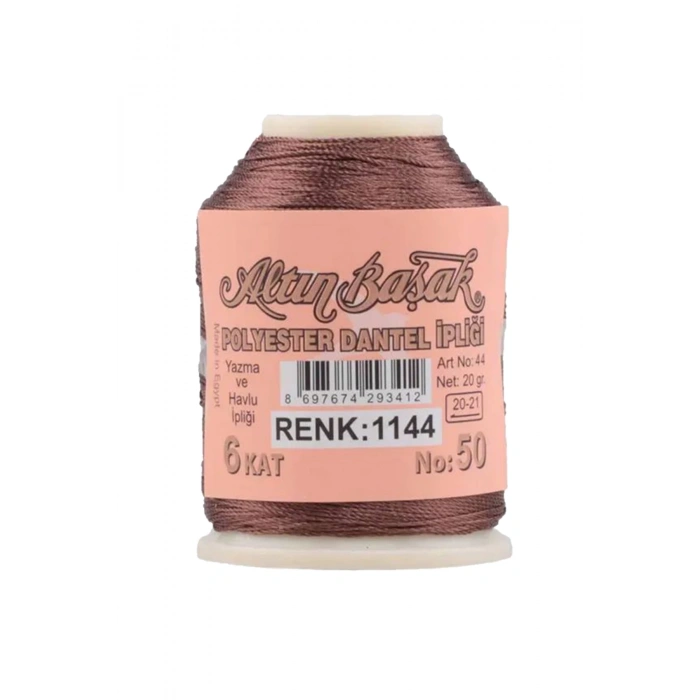 Altın Başak
POLYESTER DANTEL İPLİĞİ
Made in Egypt
Yazma
ve
Havlu
İpliği
8 697674 293412
Art No: 44
Net: 20 gr.
20-21
RENK:1144
6 KAT
No: 50